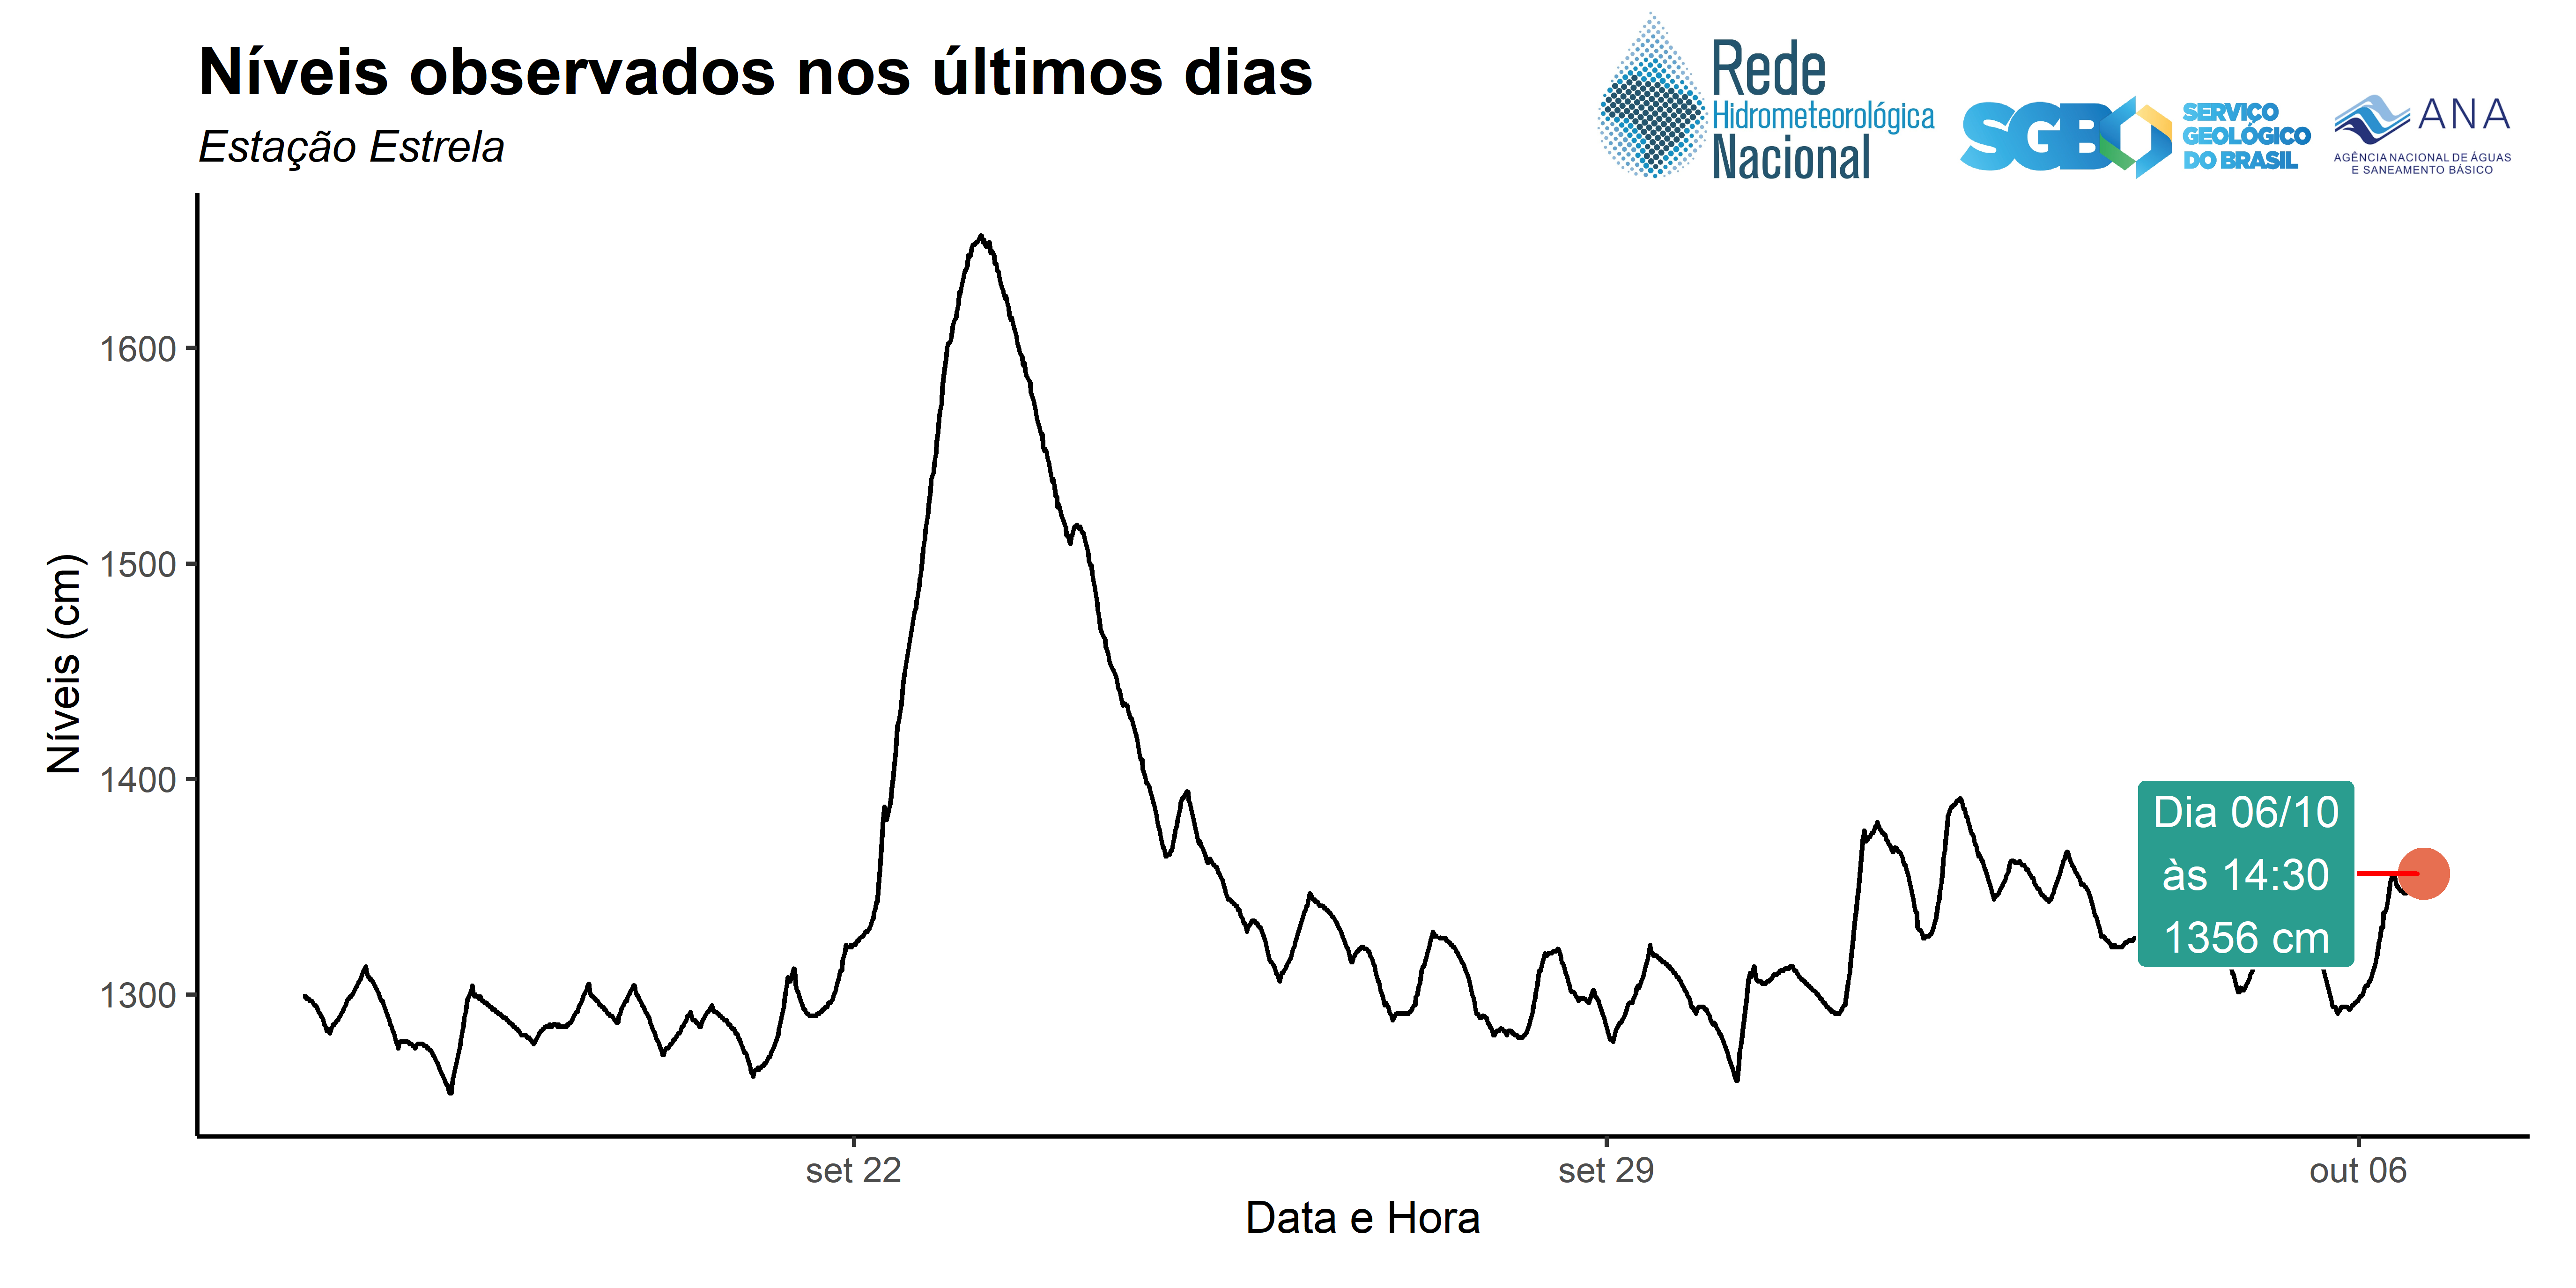 Níveis observados nos últimos dias
Estação Estrela
Rede
Hidrometeorológica
Nacional
SGB
SERVIÇO
GEOLÓGICO
DO BRASIL
ANA
AGÊNCIA NACIONAL DE ÁGUAS
E SANEAMENTO BÁSICO
Níveis (cm)
1600
1500
1400
1300
Dia 06/10
às 14:30
1356 cm
set 22
set 29
out 06
Data e Hora